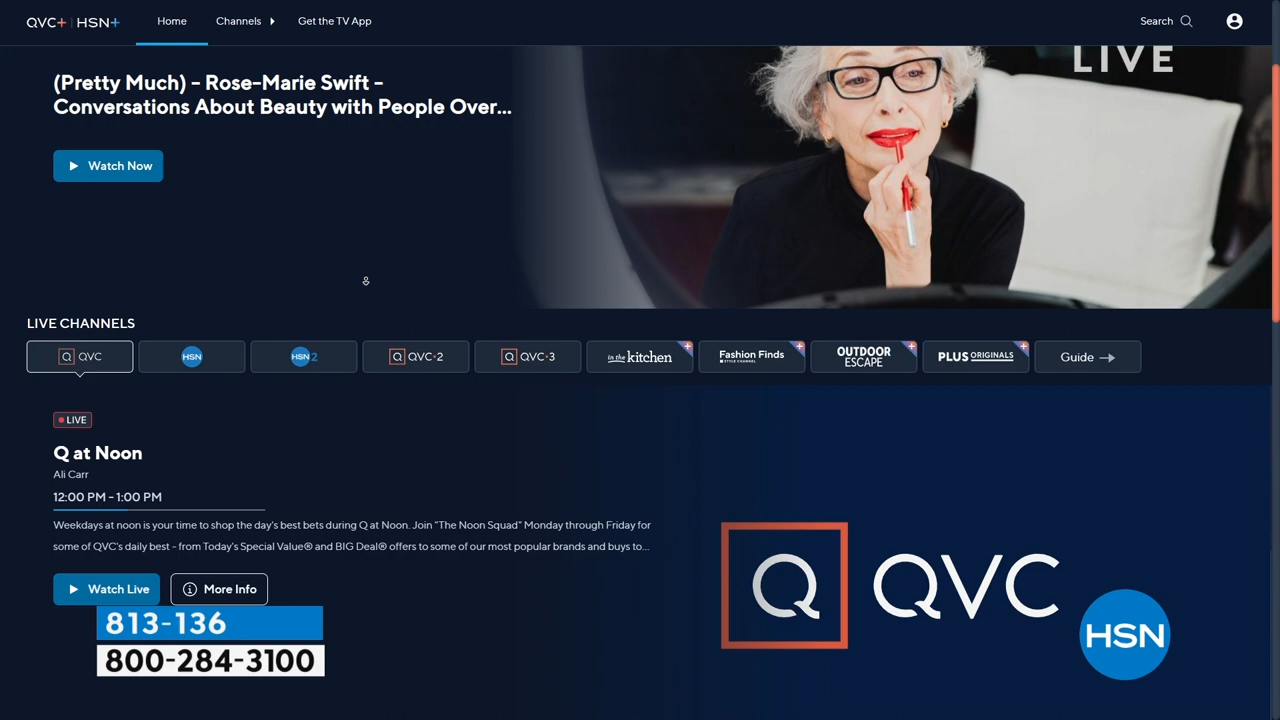 QVC+ | HSN+
Home
Channels
Get the TV App
Search
LIVE
(Pretty Much) - Rose-Marie Swift -
Conversations About Beauty with People Over...
Watch Now
LIVE CHANNELS
Q QVC
HSN
HSN 2
Q QVC•2
Q QVC•3
in the kitchen
Fashion Finds
OUTDOOR
ESCAPE
PLUS ORIGINALS
Guide
LIVE
Q at Noon
Ali Carr
12:00 PM - 1:00 PM
Weekdays at noon is your time to shop the day's best bets during Q at Noon. Join "The Noon Squad" Monday through Friday for
some of QVC's daily best - from Today's Special Value® and BIG Deal® offers to some of our most popular brands and buys to...
Watch Live
More Info
813-136
800-284-3100
Q QVC
HSN